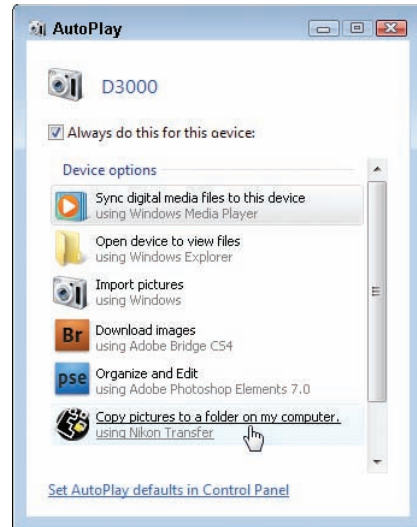 AutoPlay
D3000
Always do this for this device:
Device options
Sync digital media files to this device
using Windows Media Player
Open device to view files
using Windows Explorer
Import pictures
using Windows
Br
Download images
using Adobe Bridge CS4
pse
Organize and Edit
using Adobe Photoshop Elements 7.0
Copy pictures to a folder on my computer.
using Nikon Transfer
Set AutoPlay defaults in Control Panel